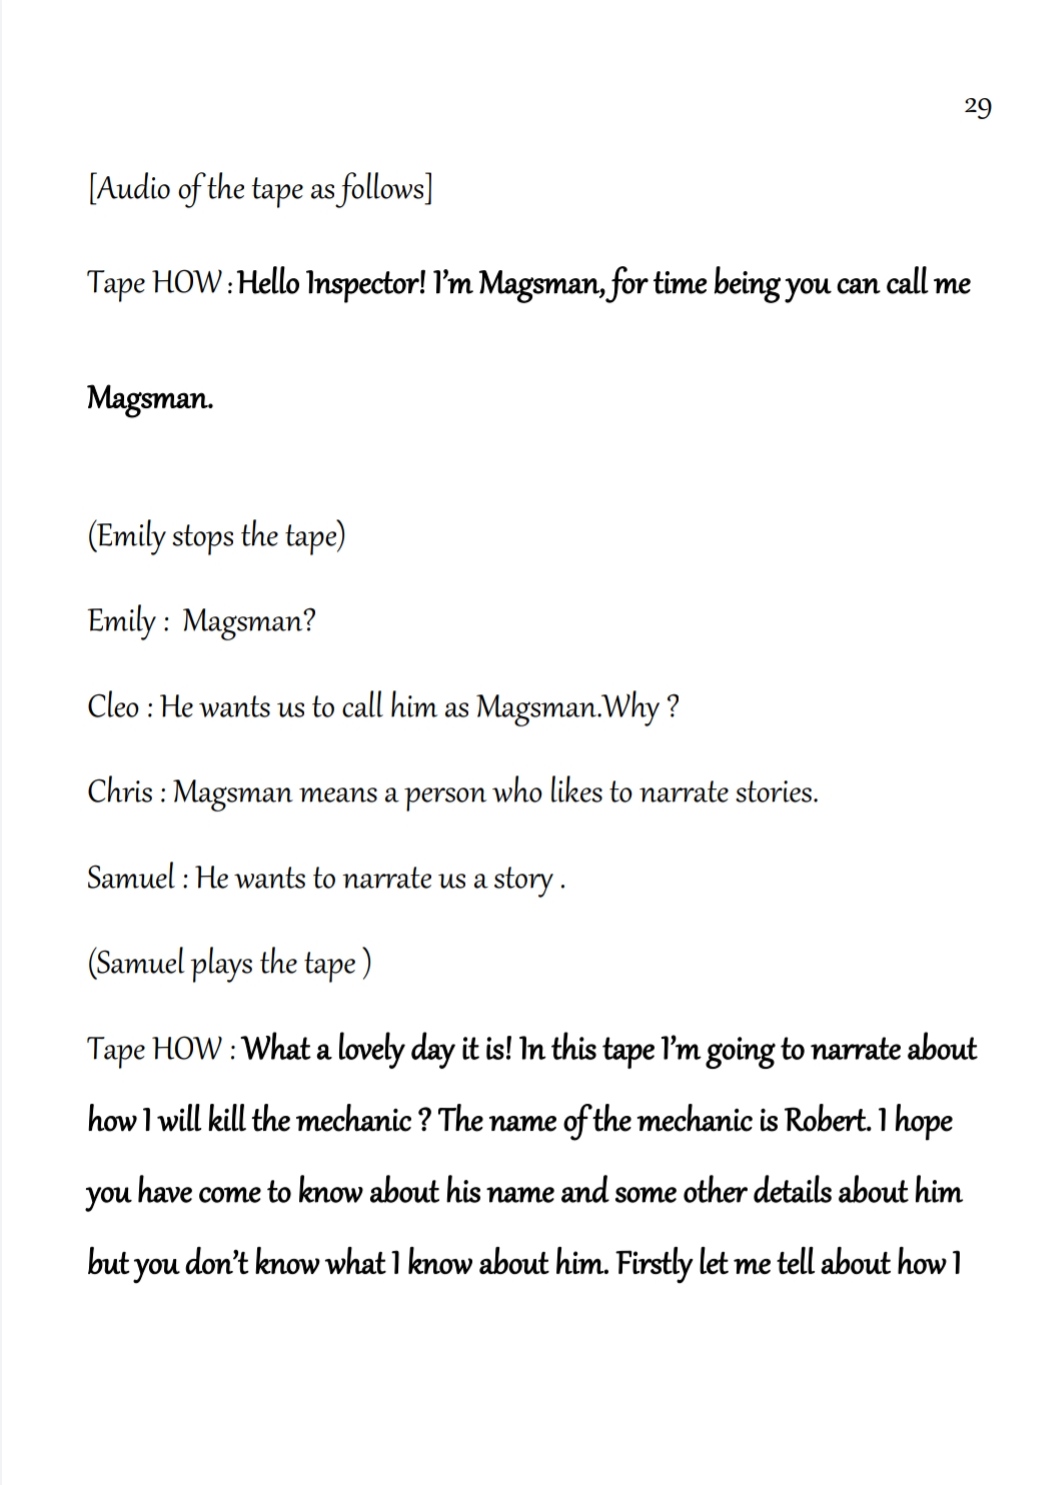 29
[Audio of the tape as follows]
Tape HOW : Hello Inspector! I'm Magsman, for time being you can call me
Magsman.
(Emily stops the tape)
Emily :  Magsman?
Cleo : He wants us to call him as Magsman.Why ?
Chris : Magsman means a person who likes to narrate stories.
Samuel : He wants to narrate us a story .
(Samuel plays the tape )
Tape HOW : What a lovely day it is! In this tape I'm going to narrate about
how I will kill the mechanic ? The name of the mechanic is Robert. I hope
you have come to know about his name and some other details about him
but you don't know what I know about him. Firstly let me tell about how I